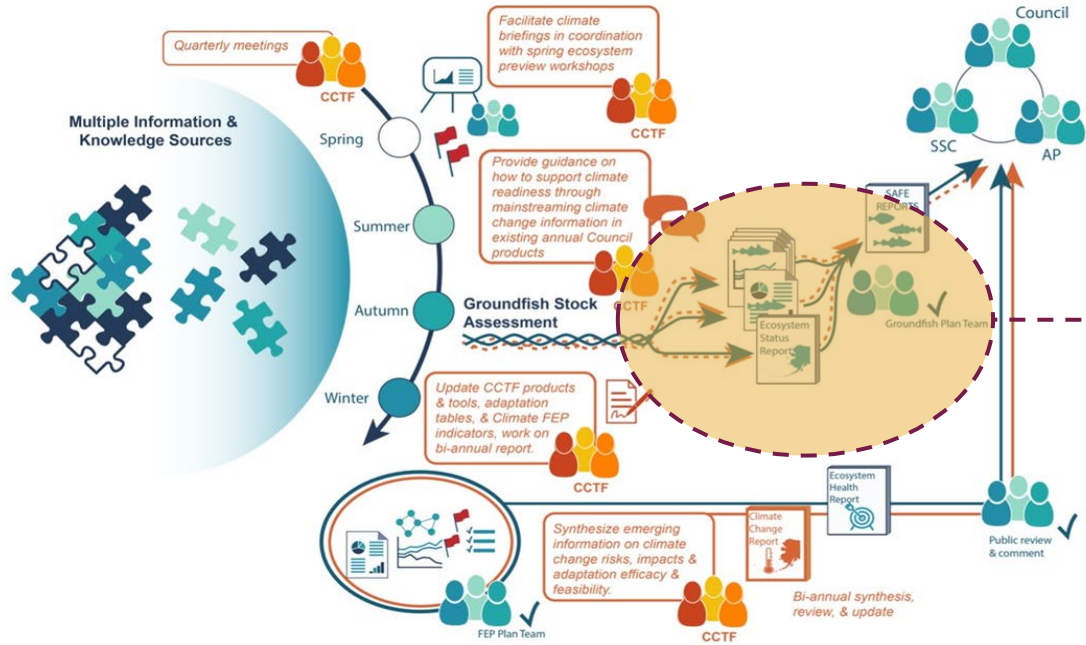 Quarterly meetings
CCTF
Facilitate climate
briefings in coordination
with spring ecosystem
preview workshops
CCTF
Council
SSC
AP
Multiple Information &
Knowledge Sources
Spring
Summer
Autumn
Winter
Provide guidance on
how to support climate
readiness through
mainstreaming climate
change information in
existing annual Council
products
CCTF
SAFE
REPORTS
Groundfish Stock
Assessment
Ecosystem
Status
Report
Groundfish Plan Team
Update CCTF products
& tools, adaptation
tables, & Climate FEP
indicators, work on
bi-annual report.
CCTF
Ecosystem
Health
Report
Climate
Change
Report
Synthesize emerging
information on climate
change risks, impacts &
adaptation efficacy &
feasibility.
CCTF
Public review
& comment
Bi-annual synthesis,
review, & update
FEP Plan Team